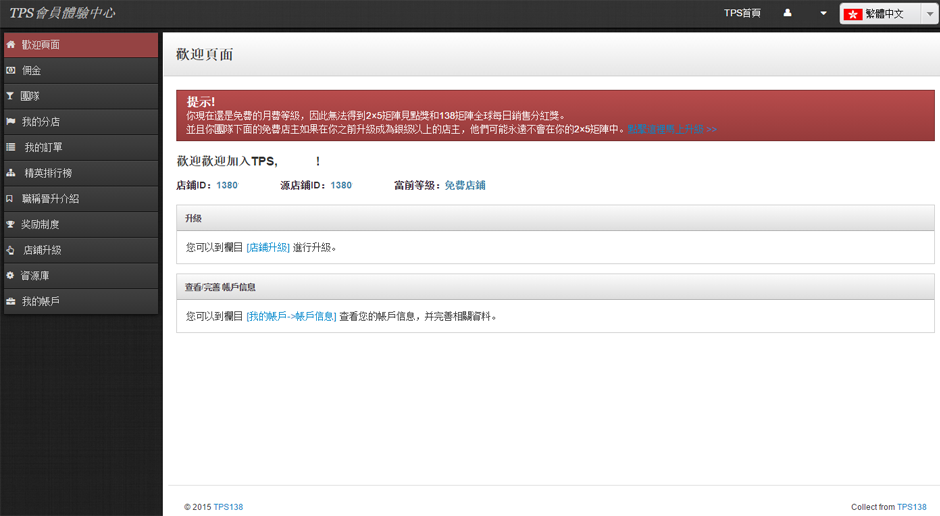 TPS會員體驗中心
TPS首頁
繁體中文
歡迎頁面
佣金
團隊
我的分店
我的訂單
精英排行榜
職稱晉升介紹
奖励制度
店鋪升級
資源庫
我的帳戶
歡迎頁面
提示!
你現在還是免費的月費等級，因此無法得到2×5矩陣見點獎和138矩陣全球每日銷售分紅獎。
並且你團隊下面的免費店主如果在你之前升級成為銀級以上的店主，他們可能永遠不會在你的2×5矩陣中。 >>
歡迎歡迎加入TPS, !
店鋪ID：1380 源店鋪ID：1380 當前等級：免費店鋪
升級
您可以到欄目 [店鋪升級] 進行升級。
查看/完善 帳戶信息
您可以到欄目 [我的帳戶->帳戶信息] 查看您的帳戶信息，并完善相關資料。
© 2015 TPS138
Collect from TPS138